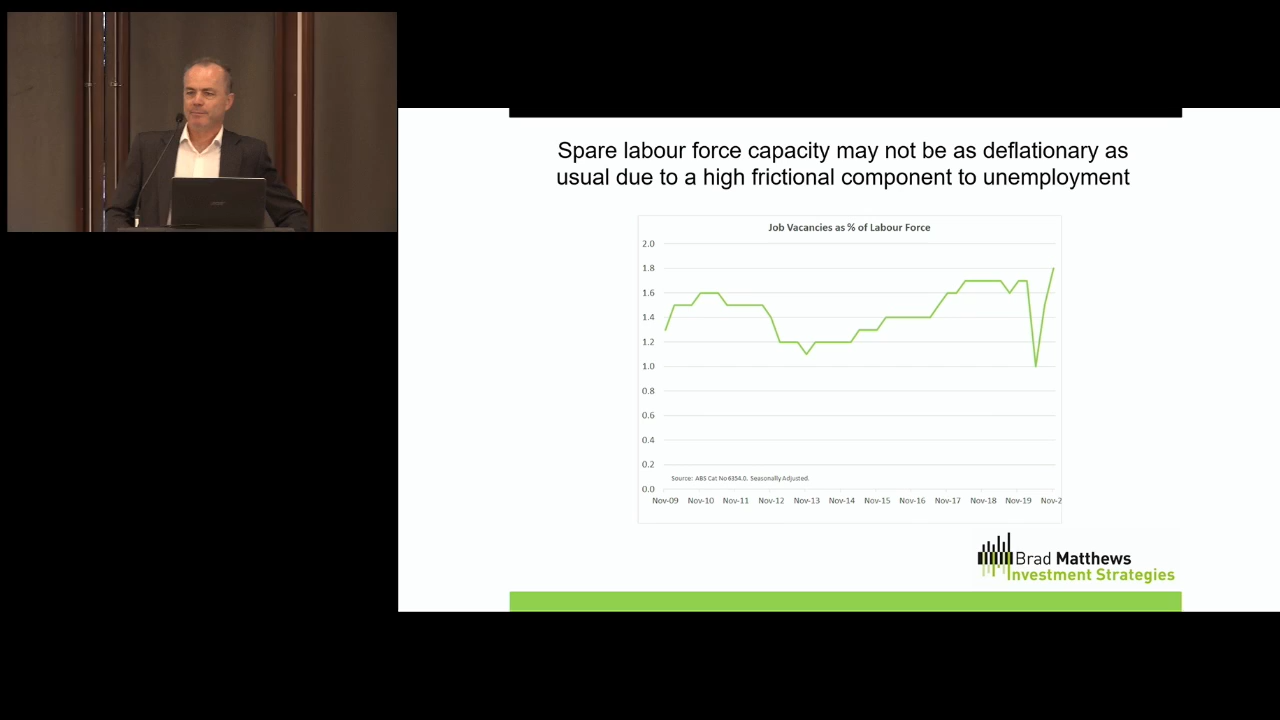 Spare labour force capacity may not be as deflationary as
usual due to a high frictional component to unemployment
Job Vacancies as % of Labour Force
2.0
1.8
1.6
1.4
1.2
1.0
0.8
0.6
0.4
0.2
0.0
Source: ABS Cat No 6354.0. Seasonally Adjusted.
Nov-09 Nov-10 Nov-11 Nov-12 Nov-13 Nov-14 Nov-15 Nov-16 Nov-17 Nov-18 Nov-19 Nov-2
Brad Matthews
Investment Strategies